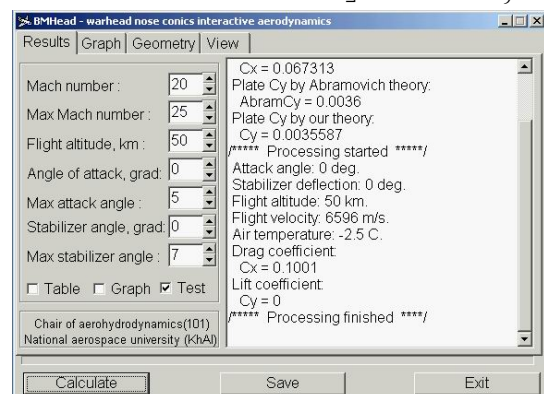 BMHead - warhead nose conics interactive aerodynamics
Results Graph Geometry View
Mach number : 20
Max Mach number : 25
Flight altitude, km : 50
Angle of attack, grad: 0
Max attack angle : 5
Stabilizer angle, grad: 0
Max stabilizer angle : 7
Table Graph Test
Chair of aerohydrodynamics(101)
National aerospace university (KhAI)
Cx = 0.067313
Plate Cy by Abramovich theory:
AbramCy = 0.0036
Plate Cy by our theory:
Cy = 0.0035587
/***** Processing started *****/
Attack angle: 0 deg.
Stabilizer deflection: 0 deg.
Flight altitude: 50 km.
Flight velocity: 6596 m/s.
Air temperature: -2.5 C.
Drag coefficient:
Cx = 0.1001
Lift coefficient:
Cy = 0
/***** Processing finished ****/
Calculate Save Exit